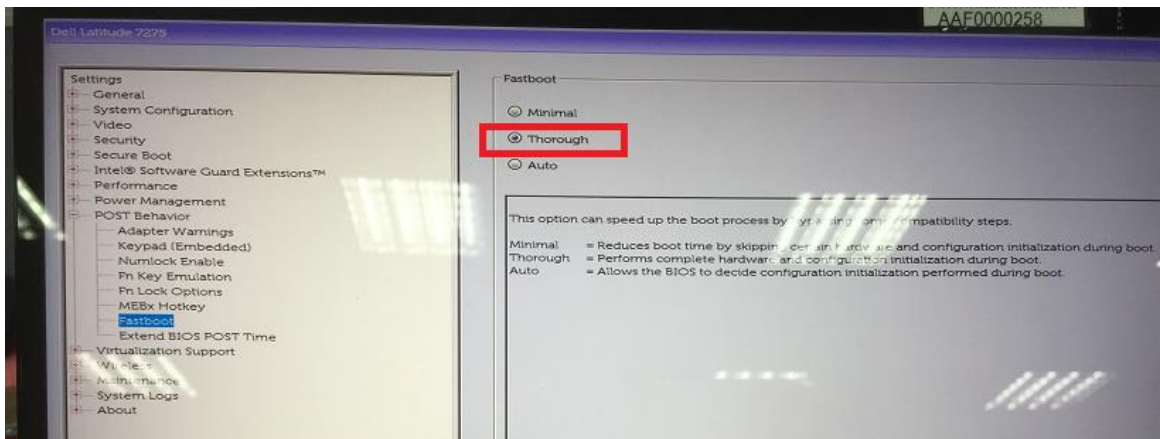 AAF0000258
Dell Latitude 7275
Settings
General
System Configuration
Video
Security
Secure Boot
Intel® Software Guard Extensions™
Performance
Power Management
POST Behavior
Adapter Warnings
Keypad (Embedded)
Numlock Enable
Fn Key Emulation
Fn Lock Options
MEBx Hotkey
Fastboot
Extend BIOS POST Time
Virtualization Support
Wireless
Maintenance
System Logs
About
Fastboot
Minimal
Thorough
Auto
This option can speed up the boot process by compatibility steps.
Minimal = Reduces boot time by skipping certain hardware and configuration initialization during boot.
Thorough = Performs complete hardware and configuration initialization during boot.
Auto = Allows the BIOS to decide configuration initialization performed during boot.